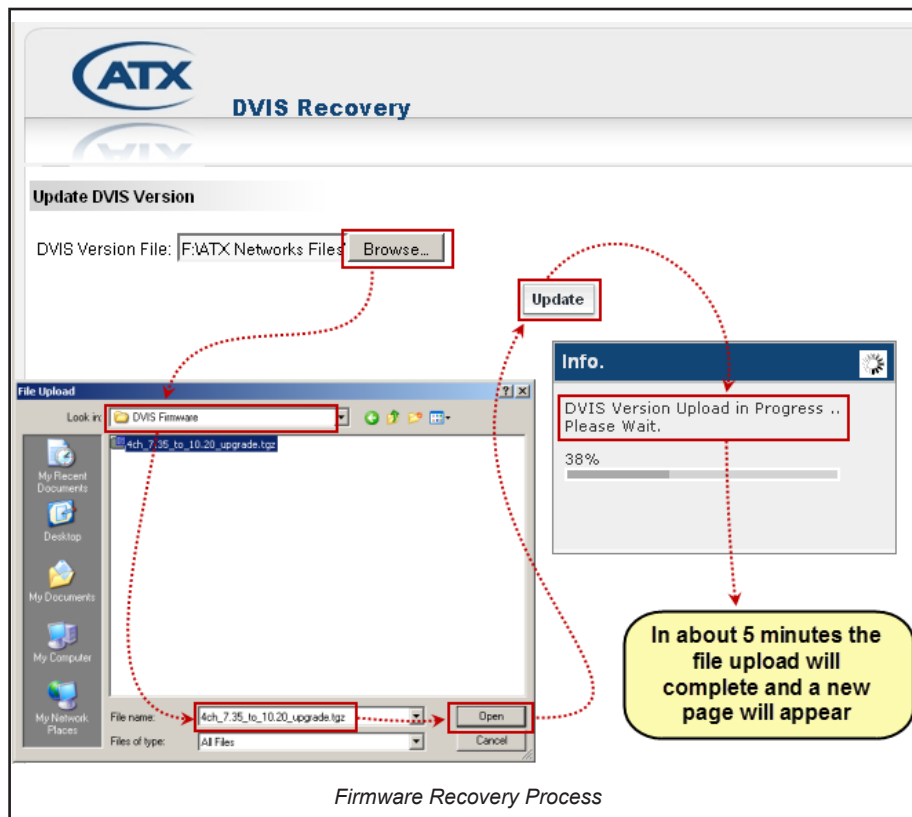 ATX
DVIS Recovery
Update DVIS Version
DVIS Version File: F:\ATX Networks Files\ Browse...
Update
Info.
DVIS Version Upload in Progress ..
Please Wait.
38%
File Upload
Look in: DVIS Firmware
4ch_7.35_to_10.20_upgrade.tgz
My Recent
Documents
Desktop
My Documents
My Computer
My Network
Places
File name: 4ch_7.35_to_10.20_upgrade.tgz Open
Files of type: All Files Cancel
In about 5 minutes the
file upload will
complete and a new
page will appear
Firmware Recovery Process